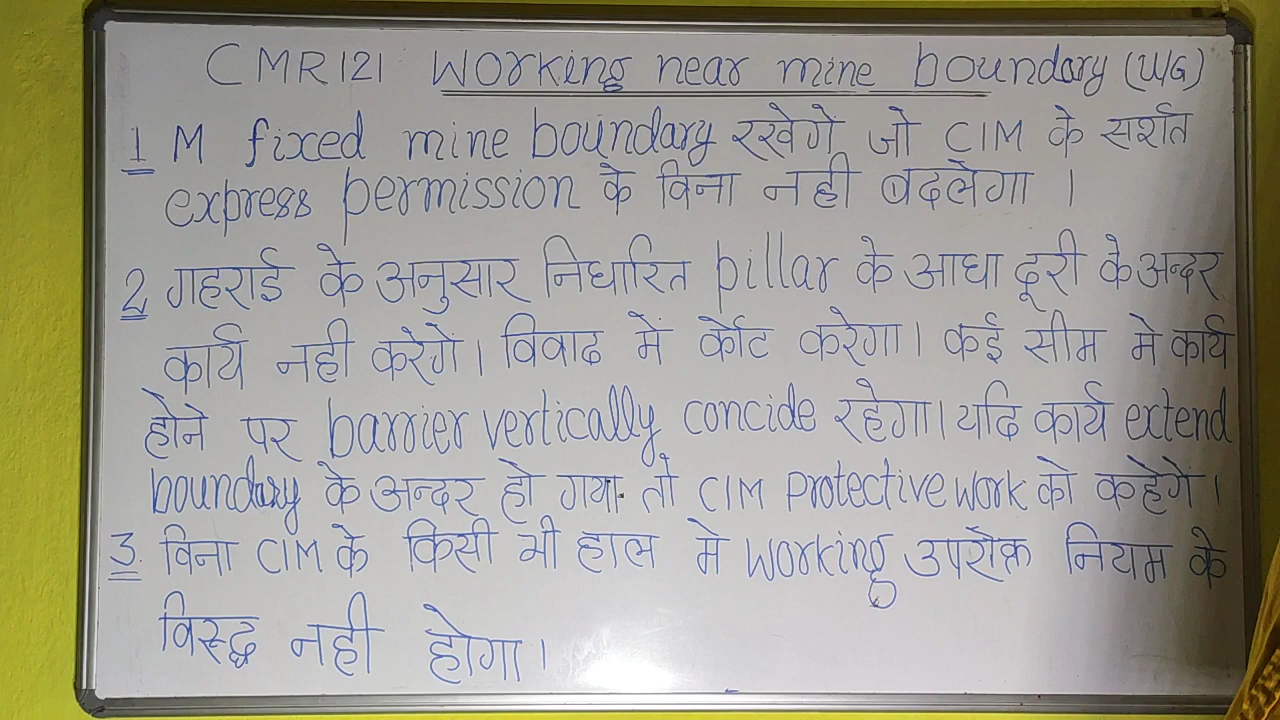 CMR 121 Working near mine boundary (U/G)
1 M fixed mine boundary रखेगें जो CIM के सर्शत
express permission के विना नही बदलेगा ।
2 गहराई के अनुसार निर्धारित pillar के आधा दूरी के अन्दर
कार्य नही करेगें। विवाद में र्कोट करेगा। कई सीम मे कार्य
होने पर barrier vertically concide रहेगा। यदि कार्य extend
boundary के अन्दर हो गया तो CIM Protective work को कहेगें।
3. विना CIM के किसी भी हाल मे working उपरोक्त नियम के
विरुद्ध नही होगा।